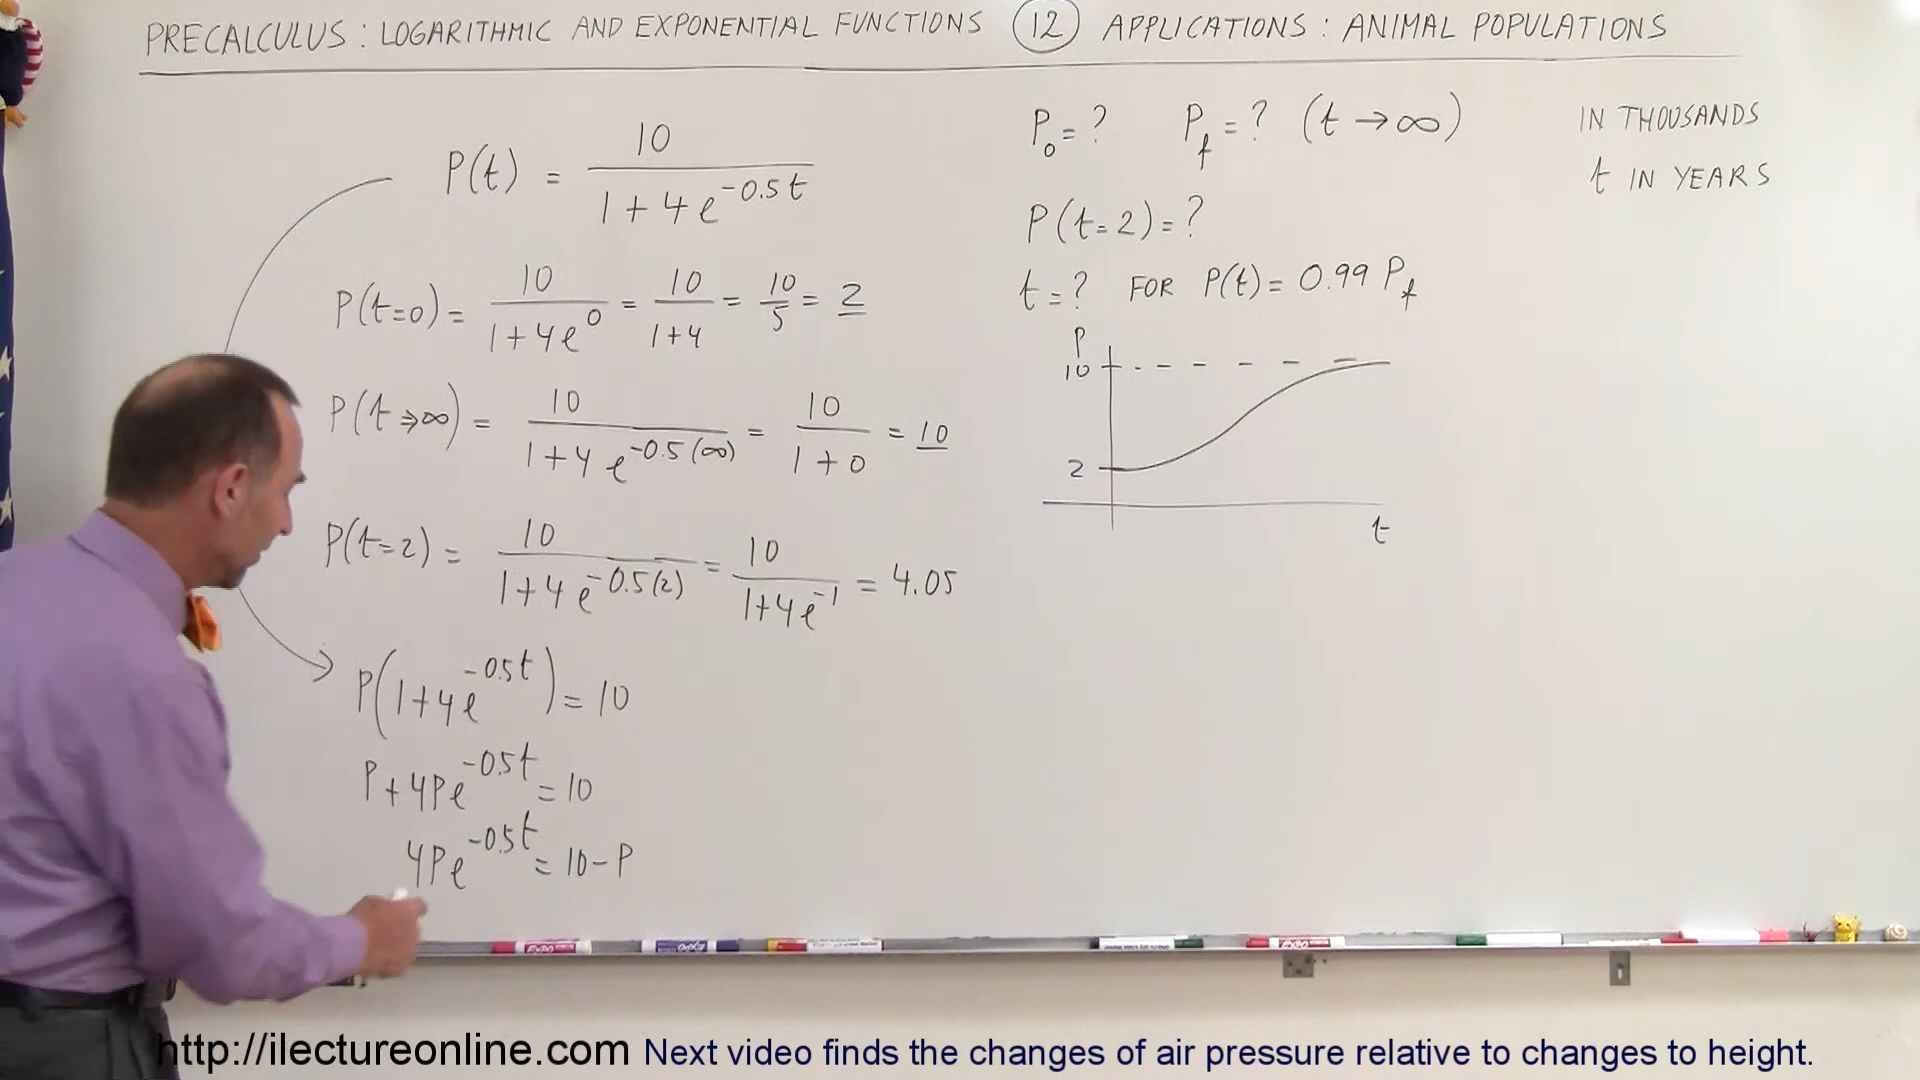 PRECALCULUS : LOGARITHMIC AND EXPONENTIAL FUNCTIONS 12 APPLICATIONS : ANIMAL POPULATIONS
P(t) = 10 / (1 + 4e^(-0.5t))
P(t=0) = 10 / (1 + 4e^0) = 10 / (1+4) = 10/5 = 2
P(t→∞) = 10 / (1 + 4e^(-0.5(∞))) = 10 / (1 + 0) = 10
P(t=2) = 10 / (1+4e^(-0.5(2))) = 10 / (1+4e^(-1)) = 4.05
P(1+4e^(-0.5t)) = 10
P+4Pe^(-0.5t) = 10
4Pe^(-0.5t) = 10-P
P₀ = ? P_f = ? (t → ∞)
IN THOUSANDS
t IN YEARS
P(t=2) = ?
t = ? FOR P(t) = 0.99 P_f
P
10
2
t
http://ilectureonline.com Next video finds the changes of air pressure relative to changes to height.